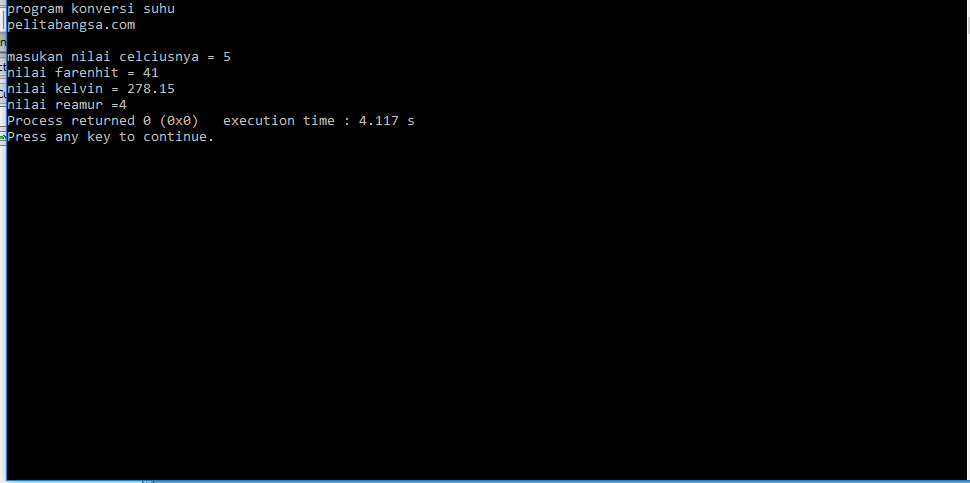 program konversi suhu
pelitabangsa.com
masukan nilai celciusnya = 5
nilai farenhit = 41
nilai kelvin = 278.15
nilai reamur =4
Process returned 0 (0x0)   execution time : 4.117 s
Press any key to continue.